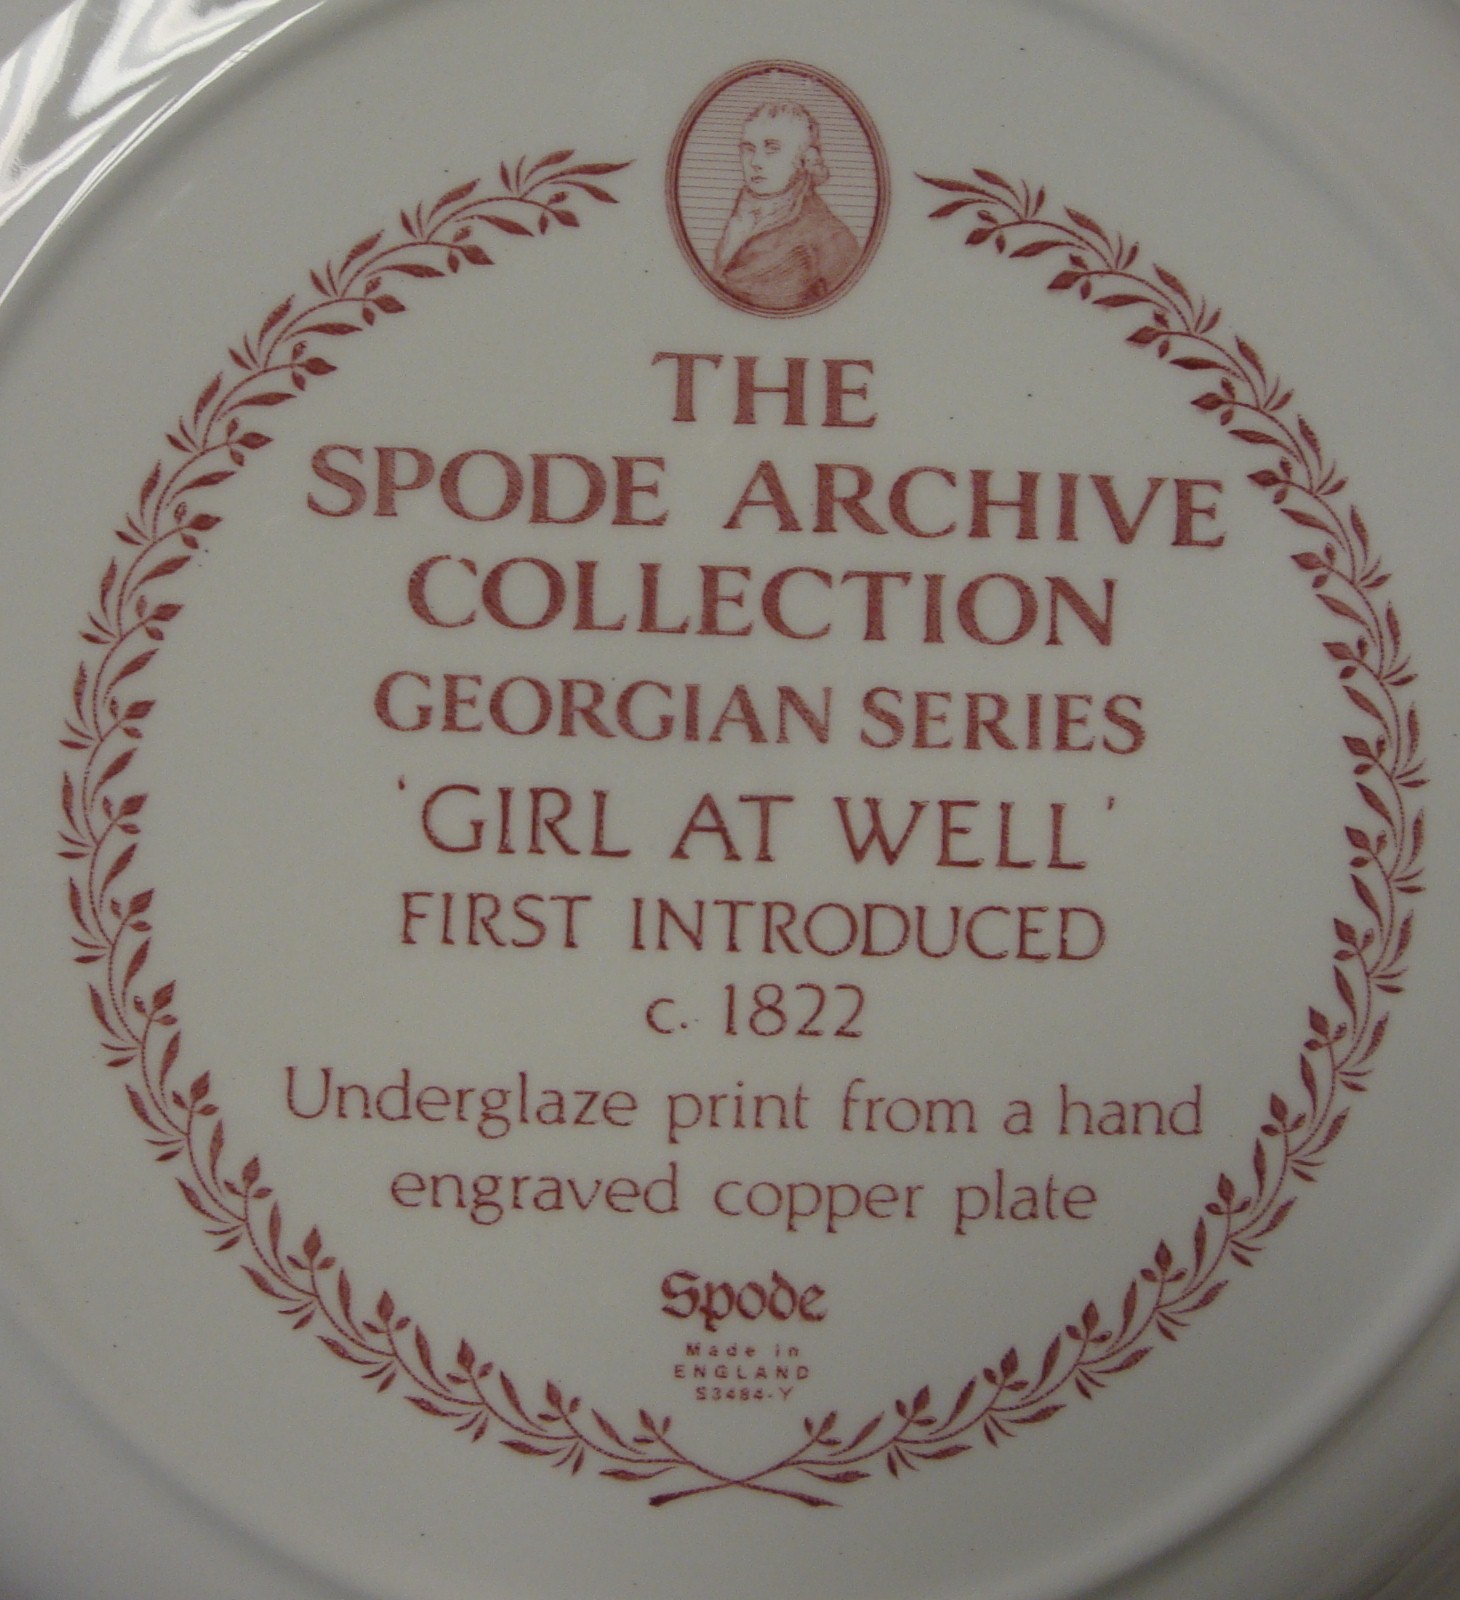 THE
SPODE ARCHIVE
COLLECTION
GEORGIAN SERIES
'GIRL AT WELL'
FIRST INTRODUCED
c. 1822
Underglaze print from a hand
engraved copper plate
Spode
Made in
ENGLAND
S3484-Y